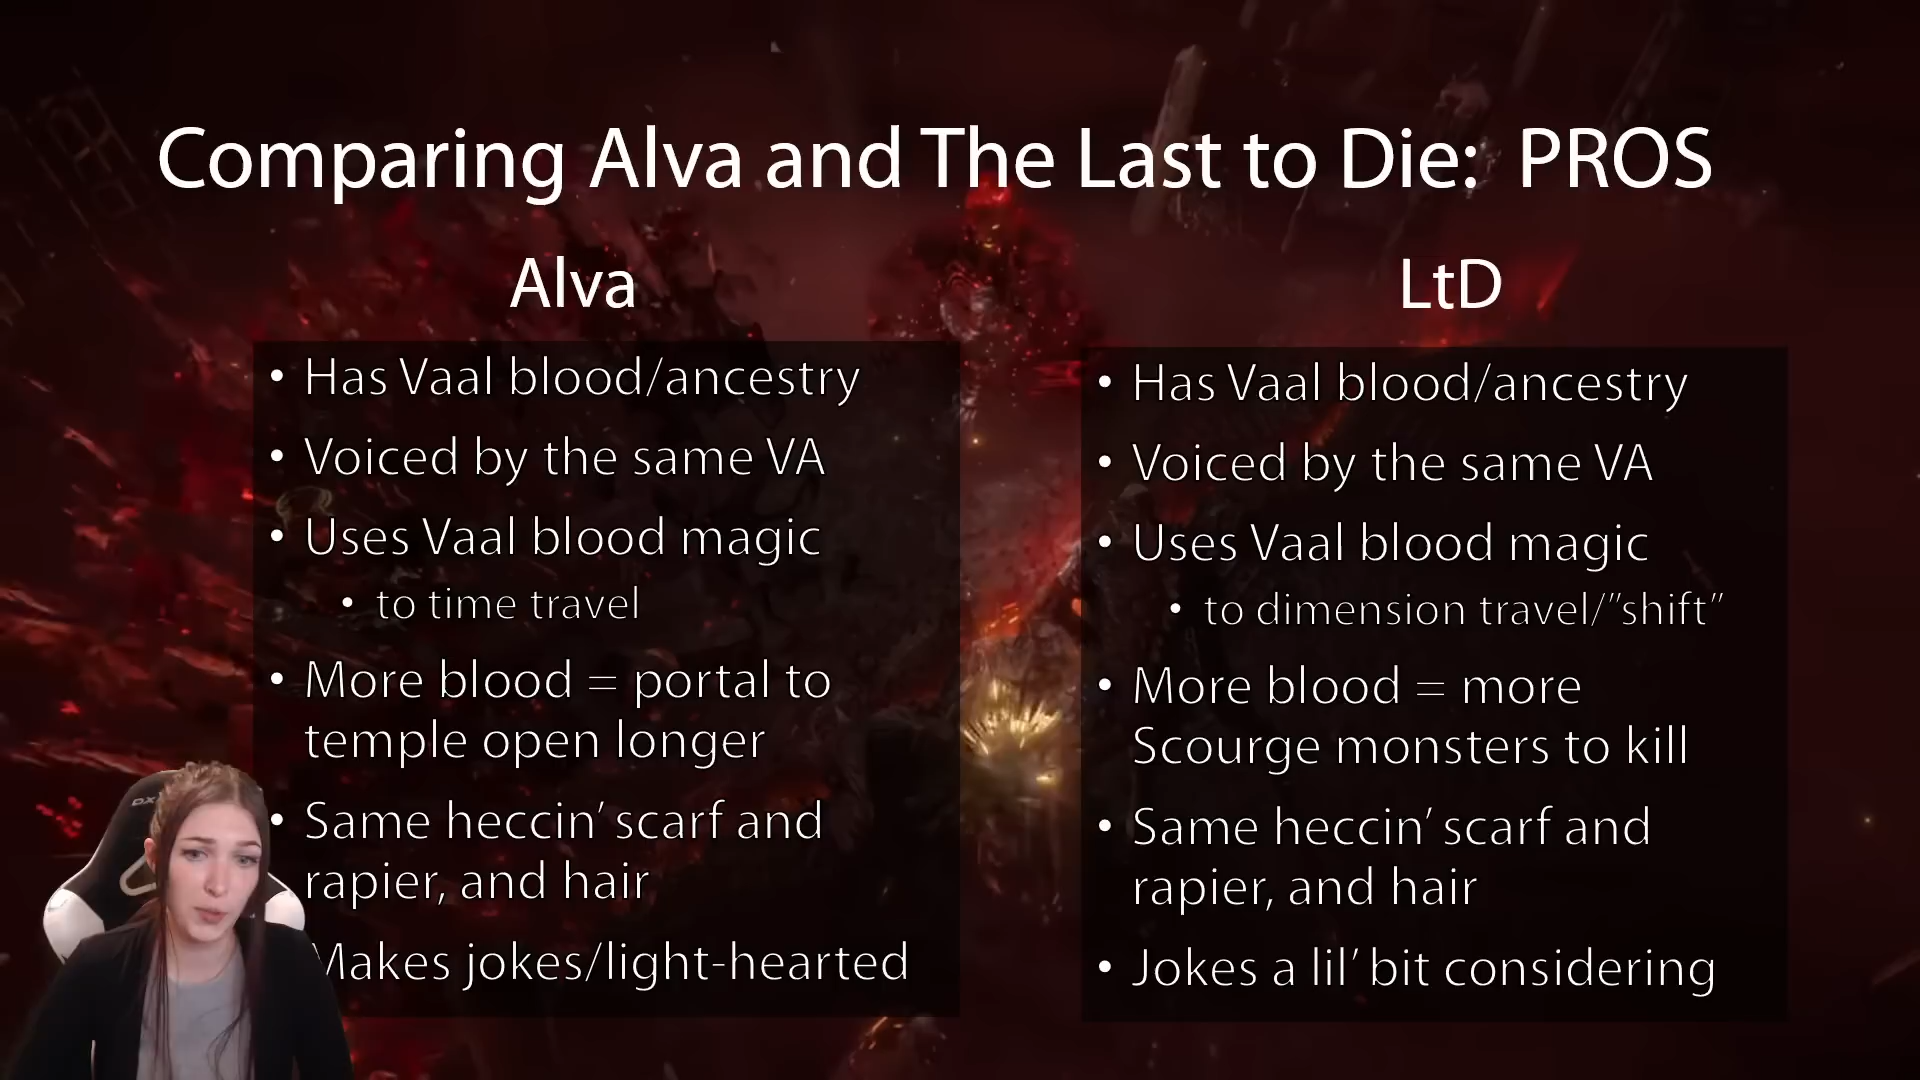 Comparing Alva and The Last to Die: PROS
Alva
• Has Vaal blood/ancestry
• Voiced by the same VA
• Uses Vaal blood magic
• to time travel
• More blood = portal to
temple open longer
• Same heccin' scarf and
rapier, and hair
Makes jokes/light-hearted
LtD
• Has Vaal blood/ancestry
• Voiced by the same VA
• Uses Vaal blood magic
• to dimension travel/"shift"
• More blood = more
Scourge monsters to kill
• Same heccin' scarf and
rapier, and hair
• Jokes a lil' bit considering